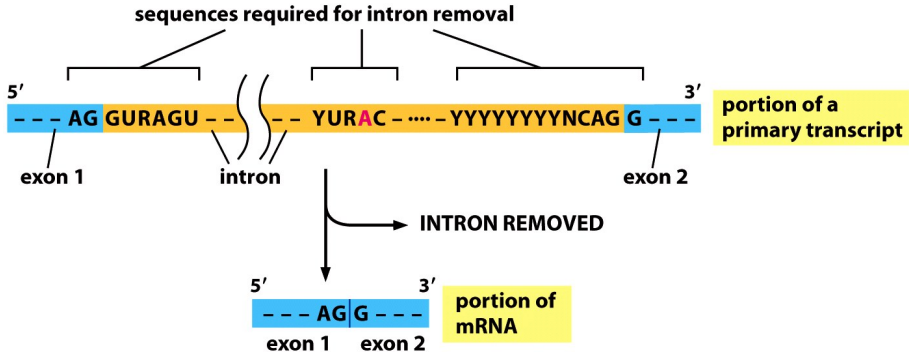 sequences required for intron removal
5′ 3′
– – – AG GURAGU – – – – YURAC – ···· – YYYYYYYYNCAG G – – –
portion of a
primary transcript
exon 1 intron exon 2
INTRON REMOVED
5′ 3′
– – – AG G – – –
portion of
mRNA
exon 1 exon 2